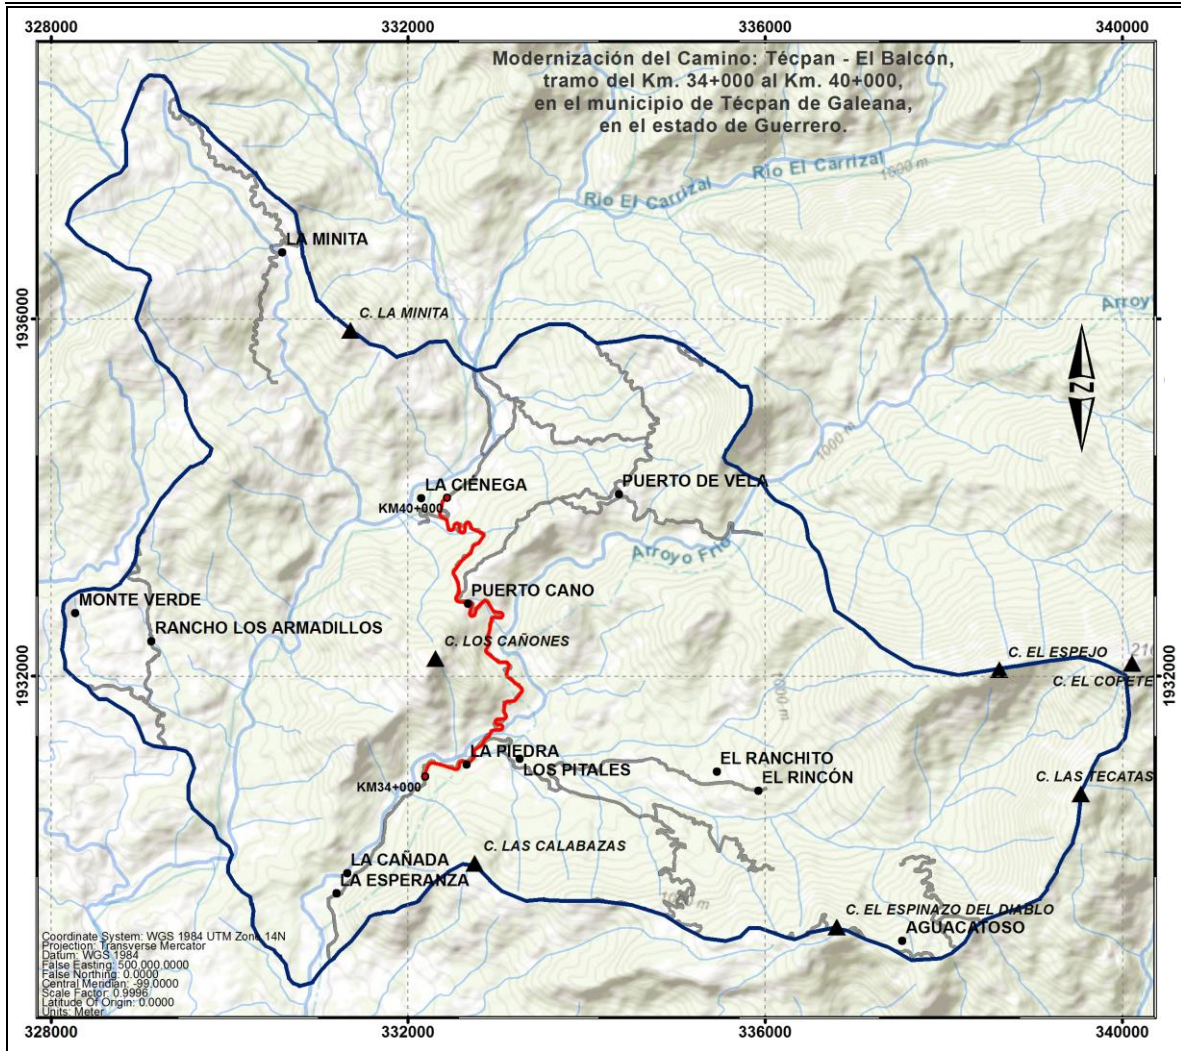 328000
332000
336000
340000
Modernización del Camino: Técpan - El Balcón,
tramo del Km. 34+000 al Km. 40+000,
en el municipio de Técpan de Galeana,
en el estado de Guerrero.
Rio El Carrizal
Rio El Carrizal
1000 m
LA MINITA
C. LA MINITA
Arroyo
1936000
1936000
N
1000 m
LA CIÉNEGA
KM40+000
PUERTO DE VELA
Arroyo Frio
PUERTO CANO
MONTE VERDE
RANCHO LOS ARMADILLOS
C. LOS CAÑONES
C. EL ESPEJO
210
C. EL COPETE
1932000
1932000
1000 m
LA PIEDRA
LOS PITALES
EL RANCHITO
EL RINCÓN
KM34+000
C. LAS TECATAS
C. LAS CALABAZAS
LA CAÑADA
LA ESPERANZA
1000 m
C. EL ESPINAZO DEL DIABLO
AGUACATOSO
Coordinate System: WGS 1984 UTM Zone 14N
Projection: Transverse Mercator
Datum: WGS 1984
False Easting: 500,000.0000
False Northing: 0.0000
Central Meridian: -99.0000
Scale Factor: 0.9996
Latitude Of Origin: 0.0000
Units: Meter
328000
332000
336000
340000